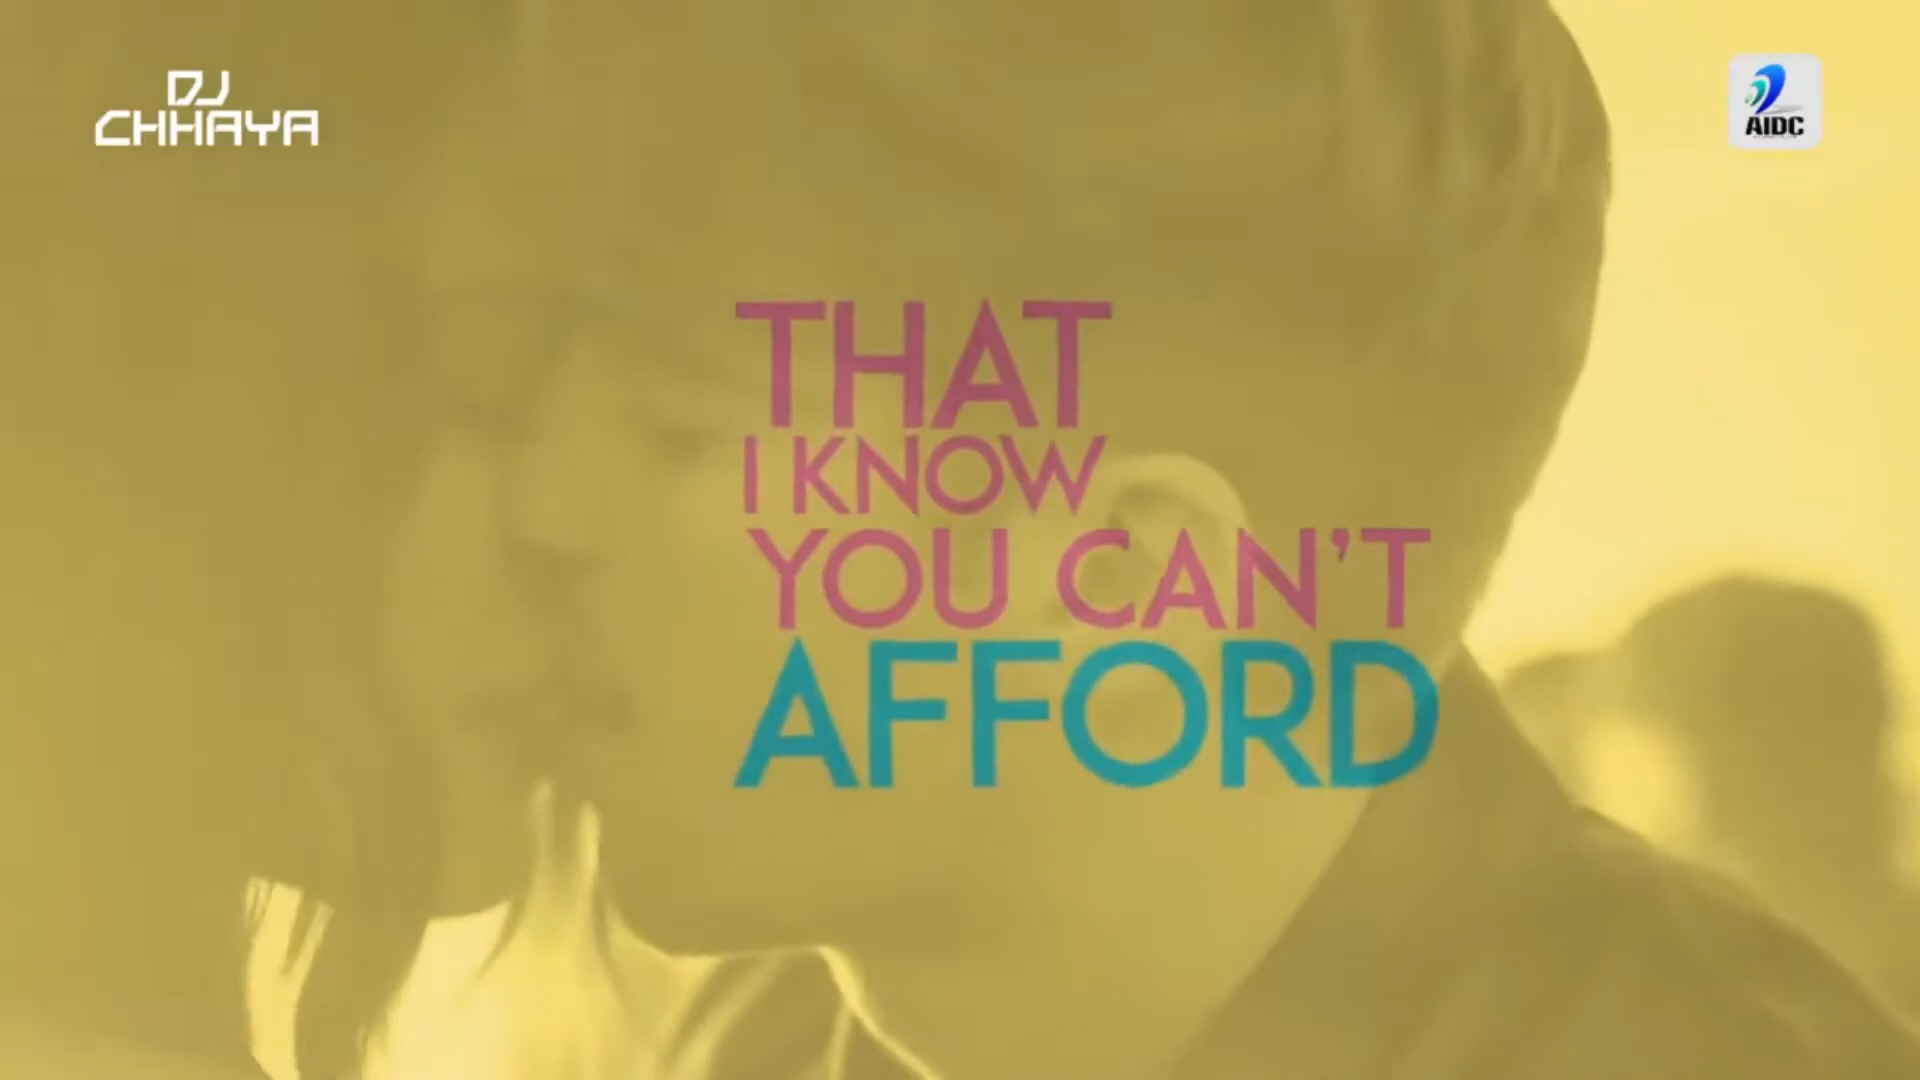 DJ
CHHAYA
AIDC
THAT
I KNOW
YOU CAN'T
AFFORD